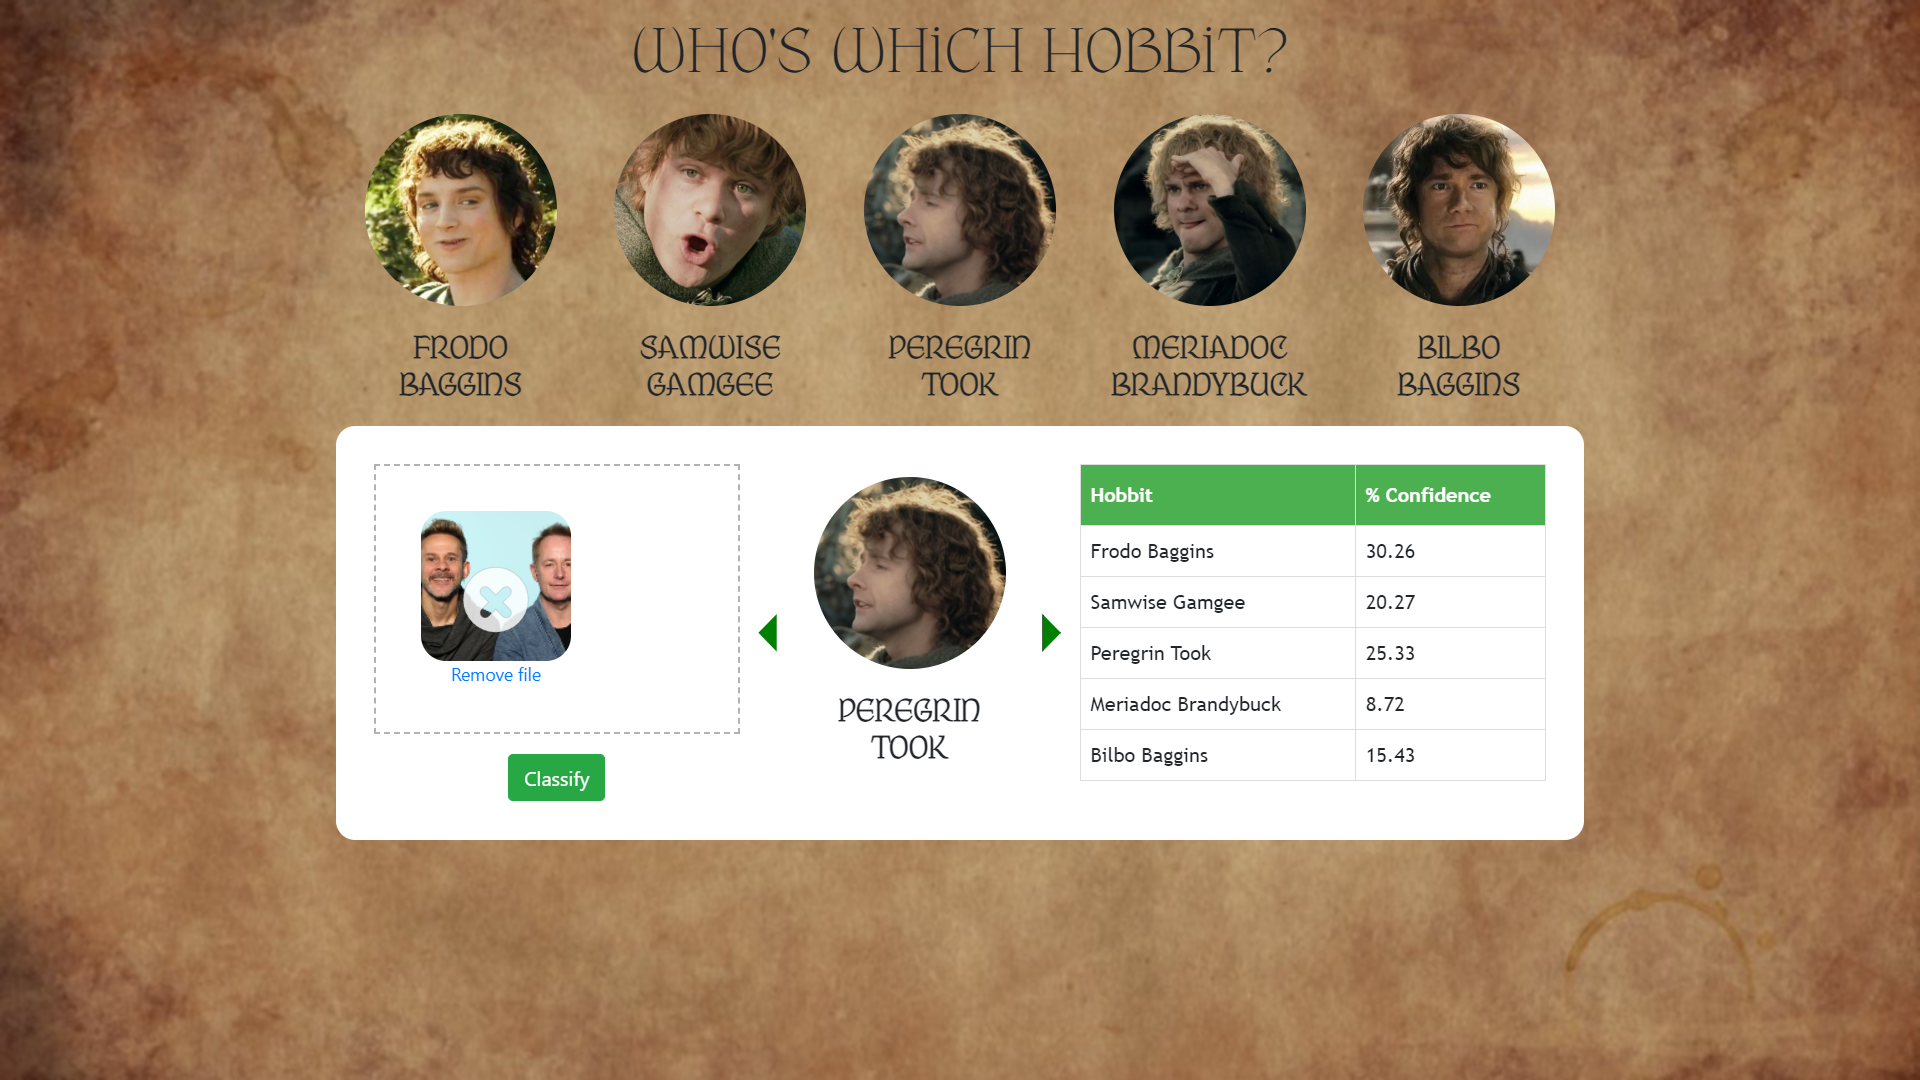 WHO'S WHiCH HOBBiT?
FRODO
BAGGINS
SAMWISE
GAMGEE
PEREGRIN
TOOK
MERIADOC
BRANDYBUCK
BILBO
BAGGINS
Remove file
Classify
PEREGRIN
TOOK
Hobbit % Confidence
Frodo Baggins 30.26
Samwise Gamgee 20.27
Peregrin Took 25.33
Meriadoc Brandybuck 8.72
Bilbo Baggins 15.43